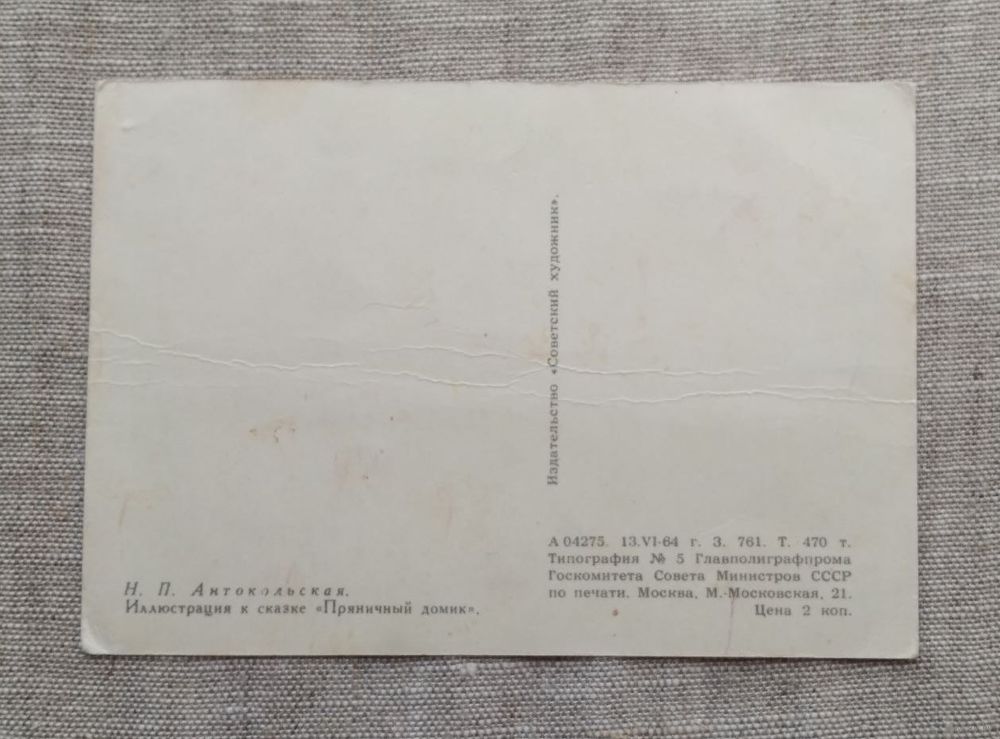 Н. П. Антокольская.
Иллюстрация к сказке «Пряничный домик».
Издательство «Советский художник».
А 04275. 13.VI-64 г. З. 761. Т. 470 т.
Типография № 5 Главполиграфпрома
Госкомитета Совета Министров СССР
по печати. Москва, М.-Московская, 21.
Цена 2 коп.